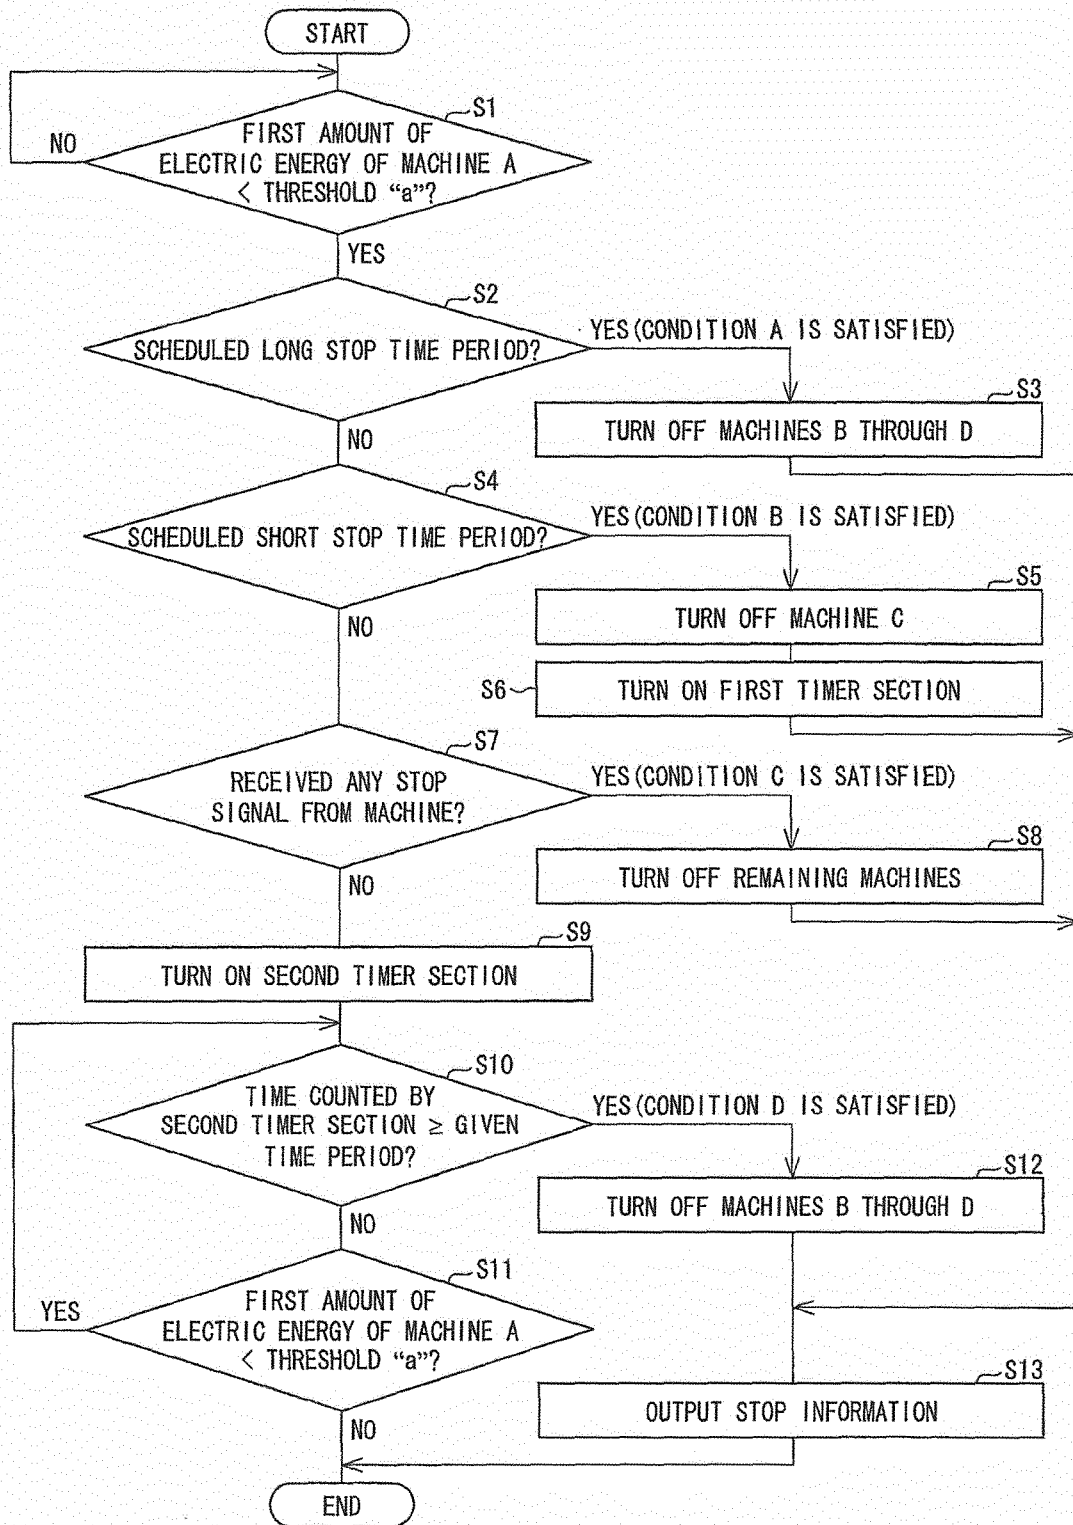 START
S1
NO
FIRST AMOUNT OF
ELECTRIC ENERGY OF MACHINE A
< THRESHOLD “a”?
YES
S2
SCHEDULED LONG STOP TIME PERIOD?
YES(CONDITION A IS SATISFIED)
S3
TURN OFF MACHINES B THROUGH D
NO
S4
SCHEDULED SHORT STOP TIME PERIOD?
YES(CONDITION B IS SATISFIED)
S5
TURN OFF MACHINE C
NO
S6
TURN ON FIRST TIMER SECTION
S7
RECEIVED ANY STOP
SIGNAL FROM MACHINE?
YES(CONDITION C IS SATISFIED)
S8
TURN OFF REMAINING MACHINES
NO
S9
TURN ON SECOND TIMER SECTION
S10
TIME COUNTED BY
SECOND TIMER SECTION ≥ GIVEN
TIME PERIOD?
YES(CONDITION D IS SATISFIED)
S12
TURN OFF MACHINES B THROUGH D
NO
S11
YES
FIRST AMOUNT OF
ELECTRIC ENERGY OF MACHINE A
< THRESHOLD “a”?
S13
OUTPUT STOP INFORMATION
NO
END